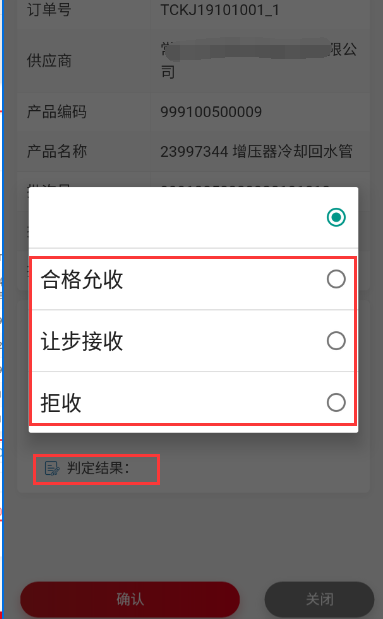 订单号 TCKJ19101001_1
供应商 限公
司
产品编码 999100500009
产品名称 23997344 增压器冷却回水管
合格允收
让步接收
拒收
判定结果：
确认 关闭